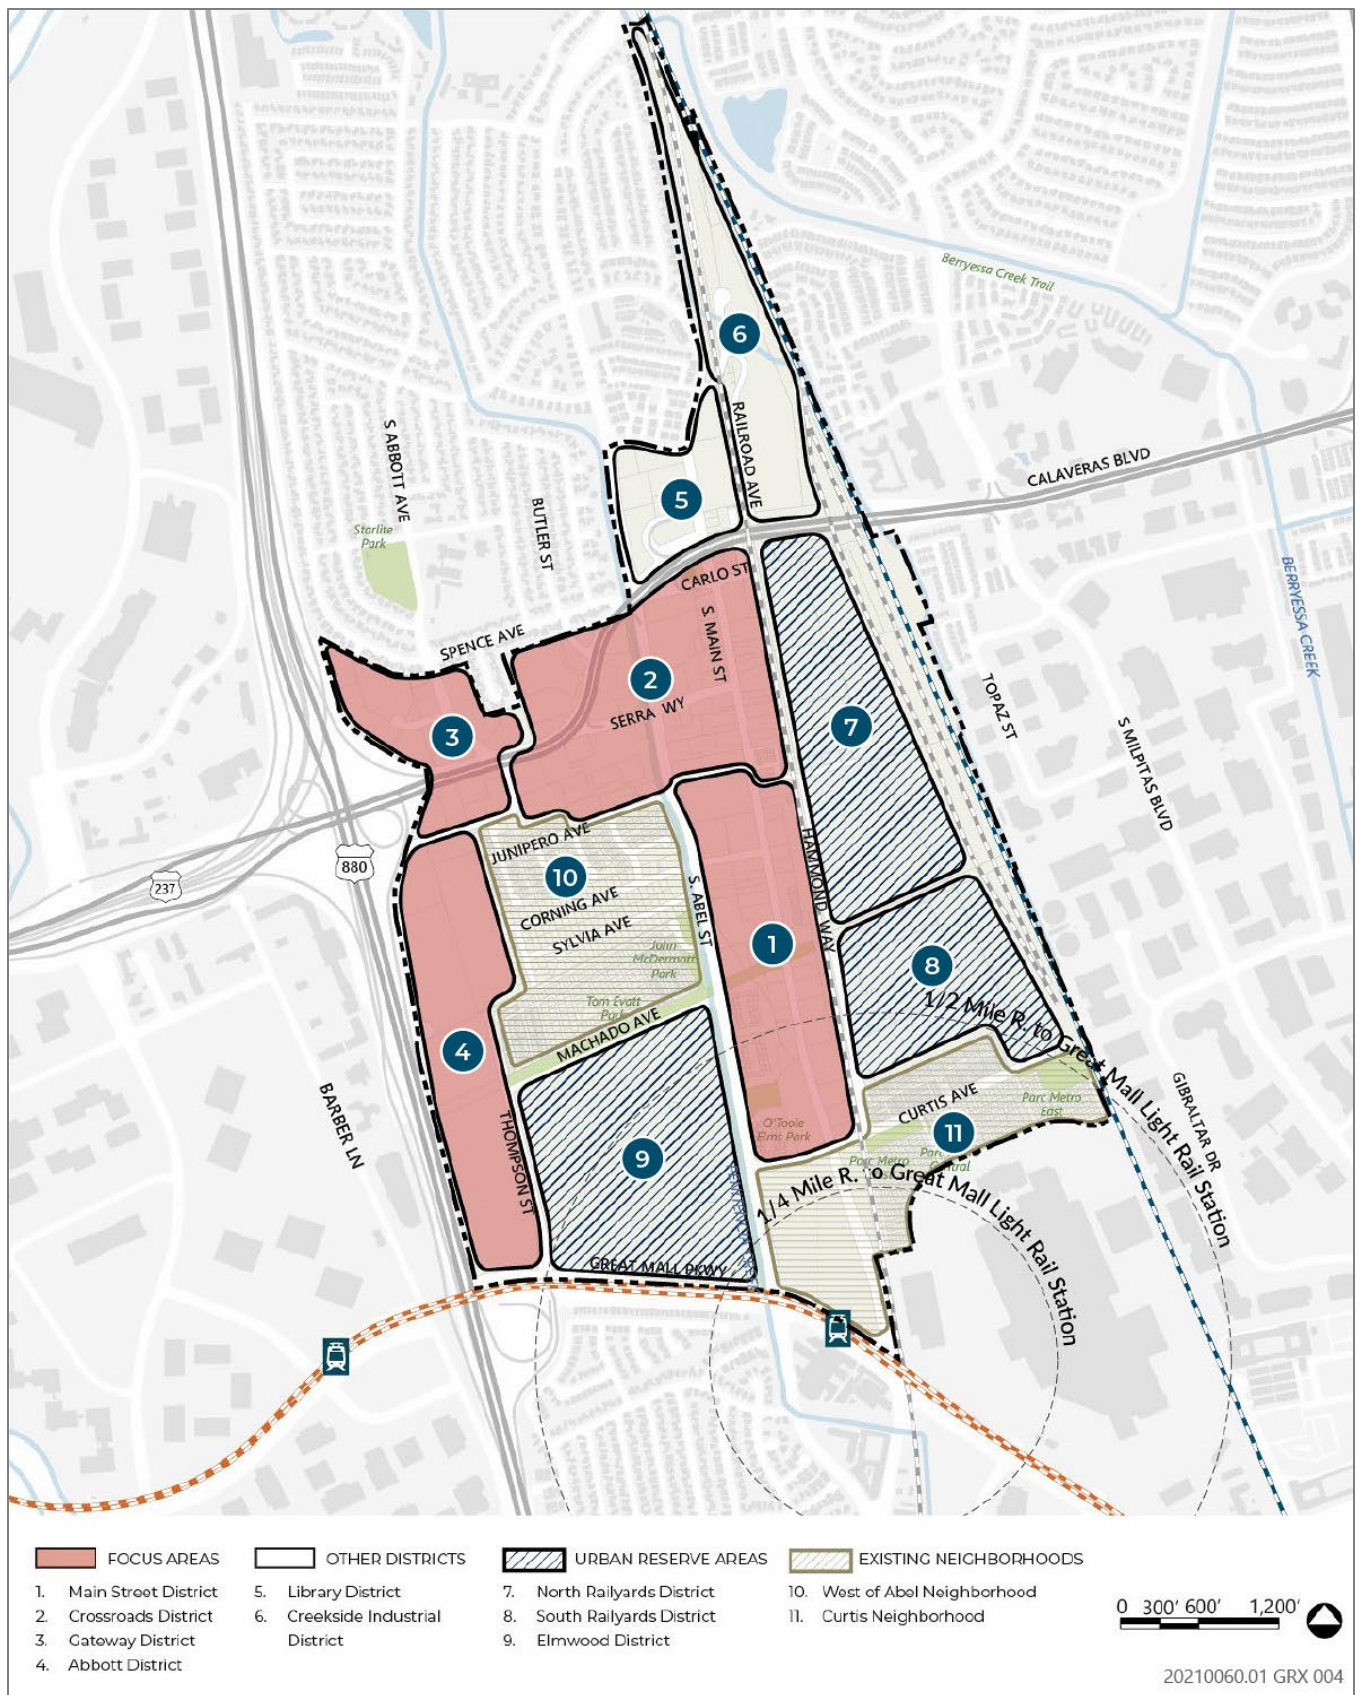 Berryessa Creek Trail
6
RAILROAD AVE
S ABBOTT AVE
CALAVERAS BLVD
5
BUTLER ST
Starlite
Park
BERRYESSA CREEK
CARLO ST
S. MAIN ST
SPENCE AVE
2
SERRA WY
TOPAZ ST
3
7
S MILPITAS BLVD
JUNIPERO AVE
HAMMOND WAY
880
237
10
CORNING AVE
S. ABEL ST
SYLVIA AVE
1
John
McDermott
Park
8
Tom Evatt
Park
1/2 Mile R. to Great Mall Light Rail Station
MACHADO AVE
4
BARBER LN
THOMPSON ST
9
O'Toole
Elms Park
CURTIS AVE
Parc Metro
East
GIBRALTAR DR
11
Parc Metro
Central
1/4 Mile R. to Great Mall Light Rail Station
GREAT MALL PKWY
FOCUS AREAS
1. Main Street District
2. Crossroads District
3. Gateway District
4. Abbott District
OTHER DISTRICTS
5. Library District
6. Creekside Industrial
District
URBAN RESERVE AREAS
7. North Railyards District
8. South Railyards District
9. Elmwood District
EXISTING NEIGHBORHOODS
10. West of Abel Neighborhood
11. Curtis Neighborhood
0 300' 600' 1,200'
20210060.01 GRX 004